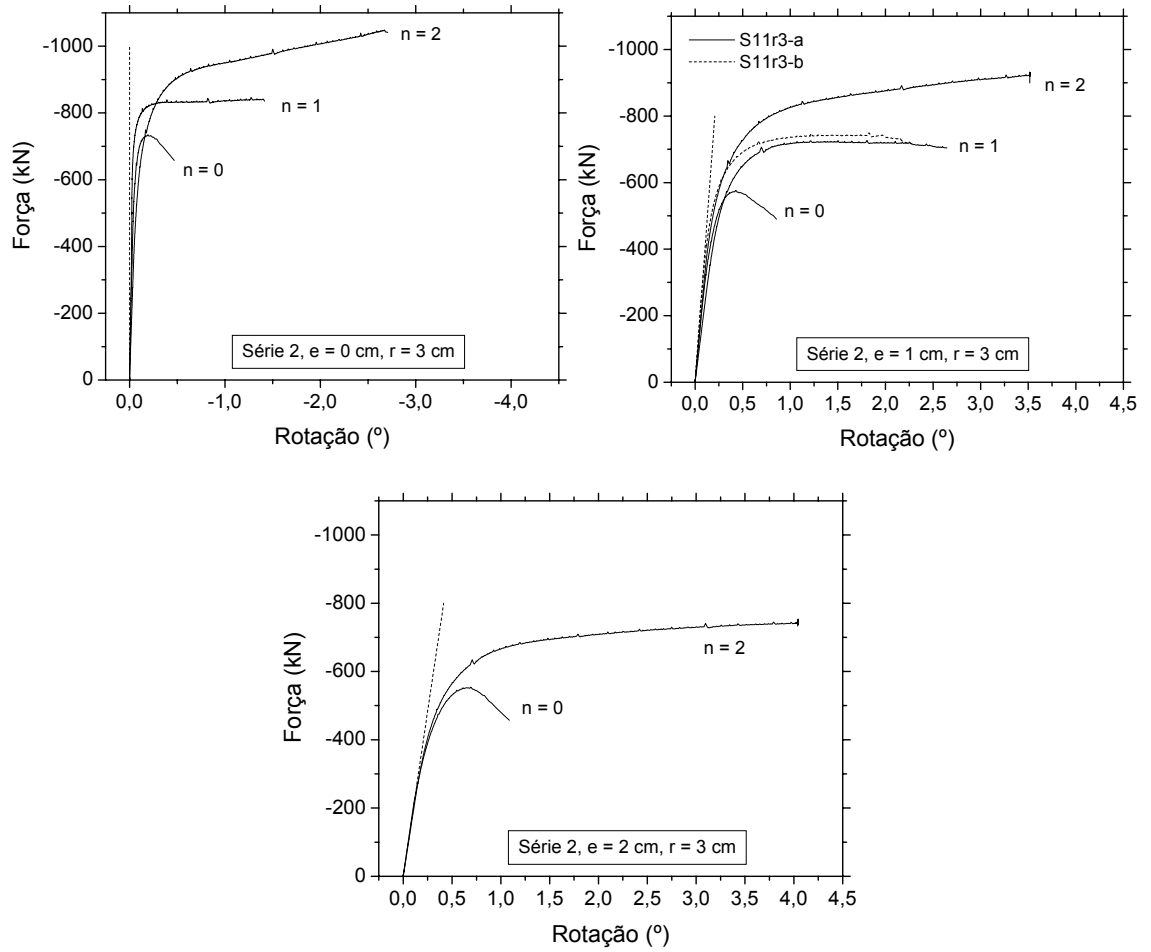 -1000
-800
-600
-400
-200
0
Força (kN)
n = 2
n = 1
n = 0
Série 2, e = 0 cm, r = 3 cm
0,0 -1,0 -2,0 -3,0 -4,0
Rotação (º)
-1000
-800
-600
-400
-200
0
Força (kN)
S11r3-a
S11r3-b
n = 2
n = 1
n = 0
Série 2, e = 1 cm, r = 3 cm
0,0 0,5 1,0 1,5 2,0 2,5 3,0 3,5 4,0 4,5
Rotação (º)
-1000
-800
-600
-400
-200
0
Força (kN)
n = 2
n = 0
Série 2, e = 2 cm, r = 3 cm
0,0 0,5 1,0 1,5 2,0 2,5 3,0 3,5 4,0 4,5
Rotação (º)